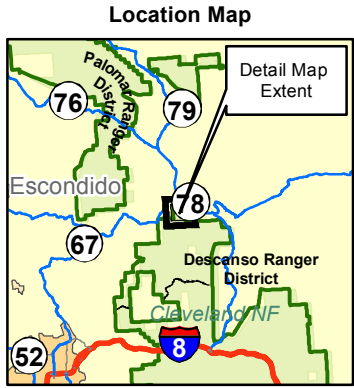 Location Map
Detail Map
Extent
Palomar Ranger
District
76
79
Escondido
78
67
Descanso Ranger
District
Cleveland NF
8
52